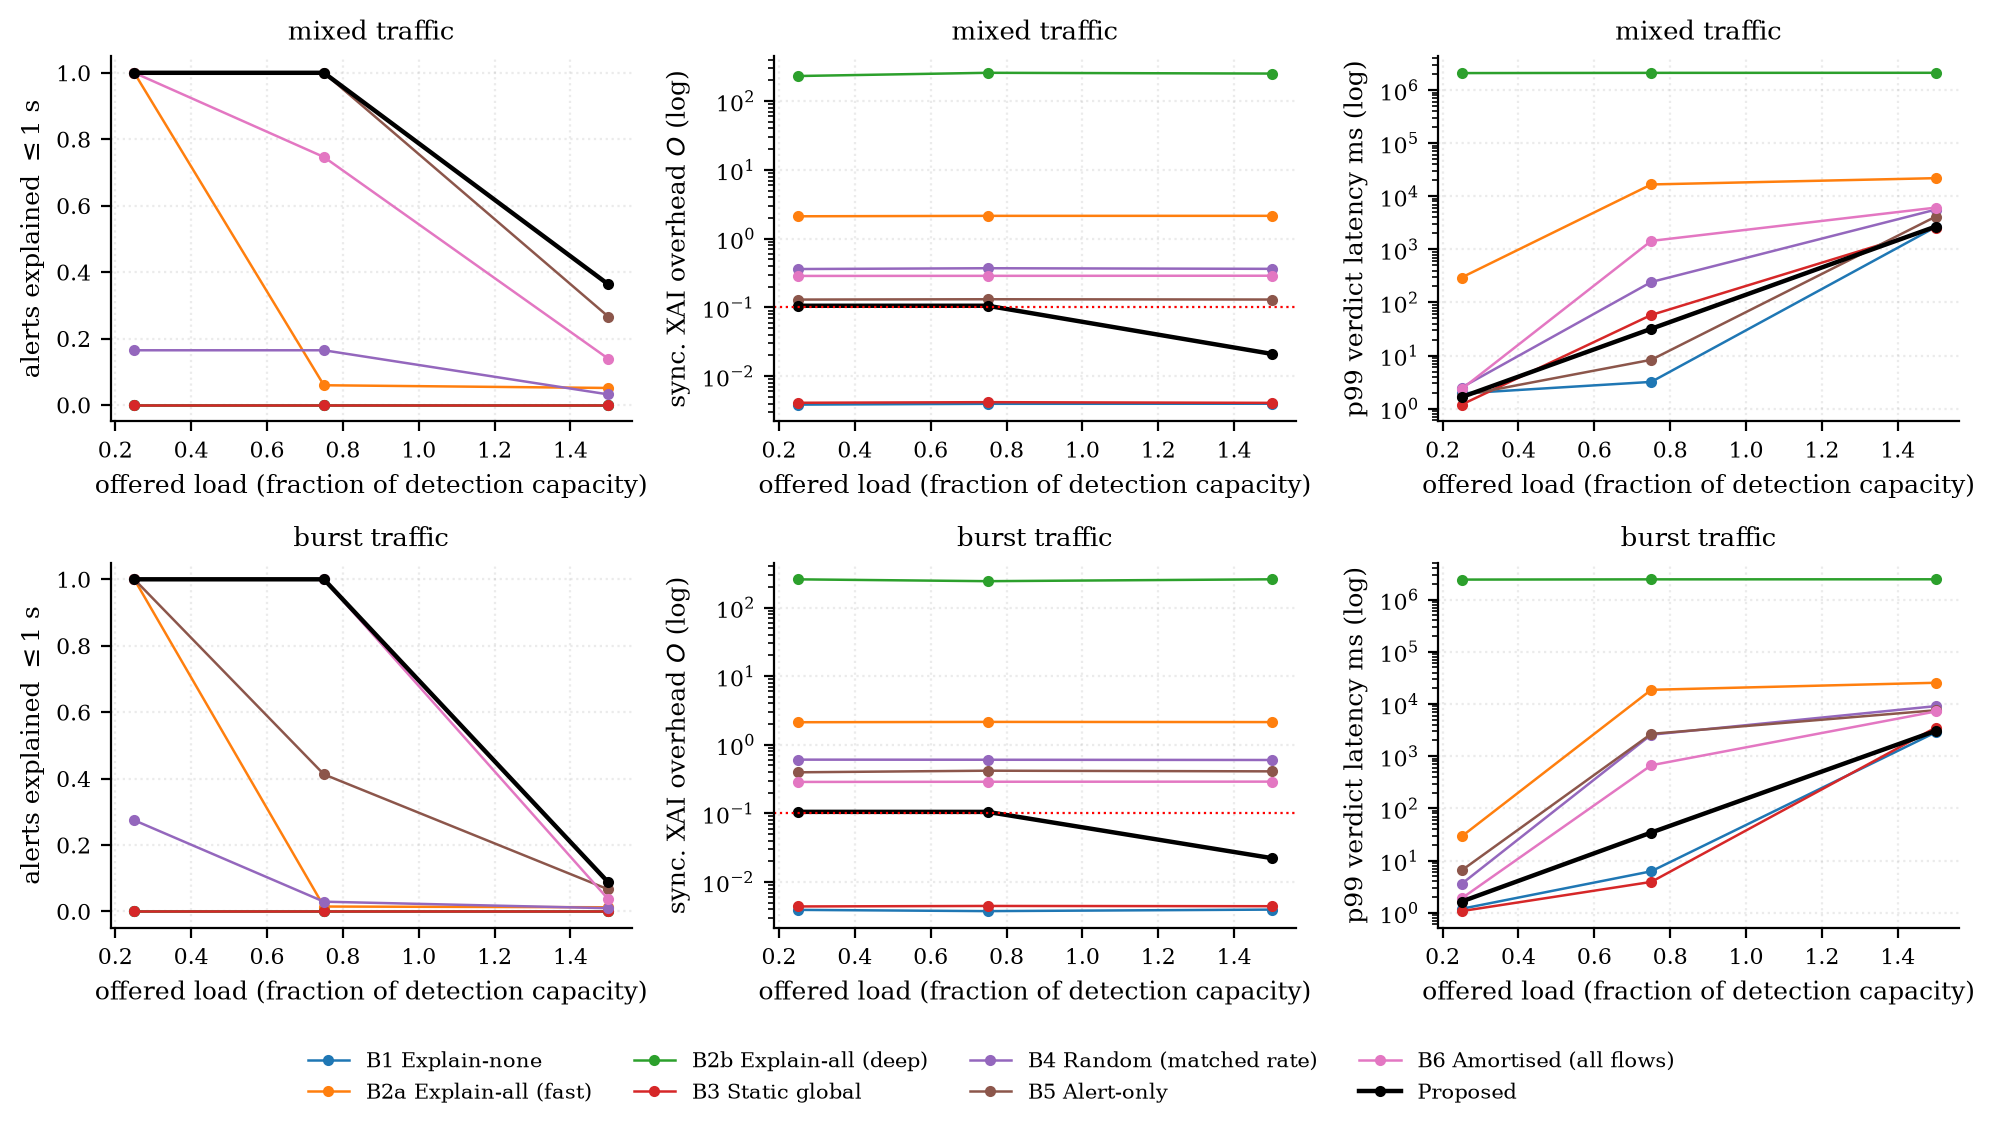 mixed traffic
alerts explained ≤ 1 s
1.0
0.8
0.6
0.4
0.2
0.0
0.2 0.4 0.6 0.8 1.0 1.2 1.4
offered load (fraction of detection capacity)
mixed traffic
sync. XAI overhead O (log)
10²
10¹
10⁰
10⁻¹
10⁻²
0.2 0.4 0.6 0.8 1.0 1.2 1.4
offered load (fraction of detection capacity)
mixed traffic
p99 verdict latency ms (log)
10⁶
10⁵
10⁴
10³
10²
10¹
10⁰
0.2 0.4 0.6 0.8 1.0 1.2 1.4
offered load (fraction of detection capacity)
burst traffic
alerts explained ≤ 1 s
1.0
0.8
0.6
0.4
0.2
0.0
0.2 0.4 0.6 0.8 1.0 1.2 1.4
offered load (fraction of detection capacity)
burst traffic
sync. XAI overhead O (log)
10²
10¹
10⁰
10⁻¹
10⁻²
0.2 0.4 0.6 0.8 1.0 1.2 1.4
offered load (fraction of detection capacity)
burst traffic
p99 verdict latency ms (log)
10⁶
10⁵
10⁴
10³
10²
10¹
10⁰
0.2 0.4 0.6 0.8 1.0 1.2 1.4
offered load (fraction of detection capacity)
B1 Explain-none
B2a Explain-all (fast)
B2b Explain-all (deep)
B3 Static global
B4 Random (matched rate)
B5 Alert-only
B6 Amortised (all flows)
Proposed